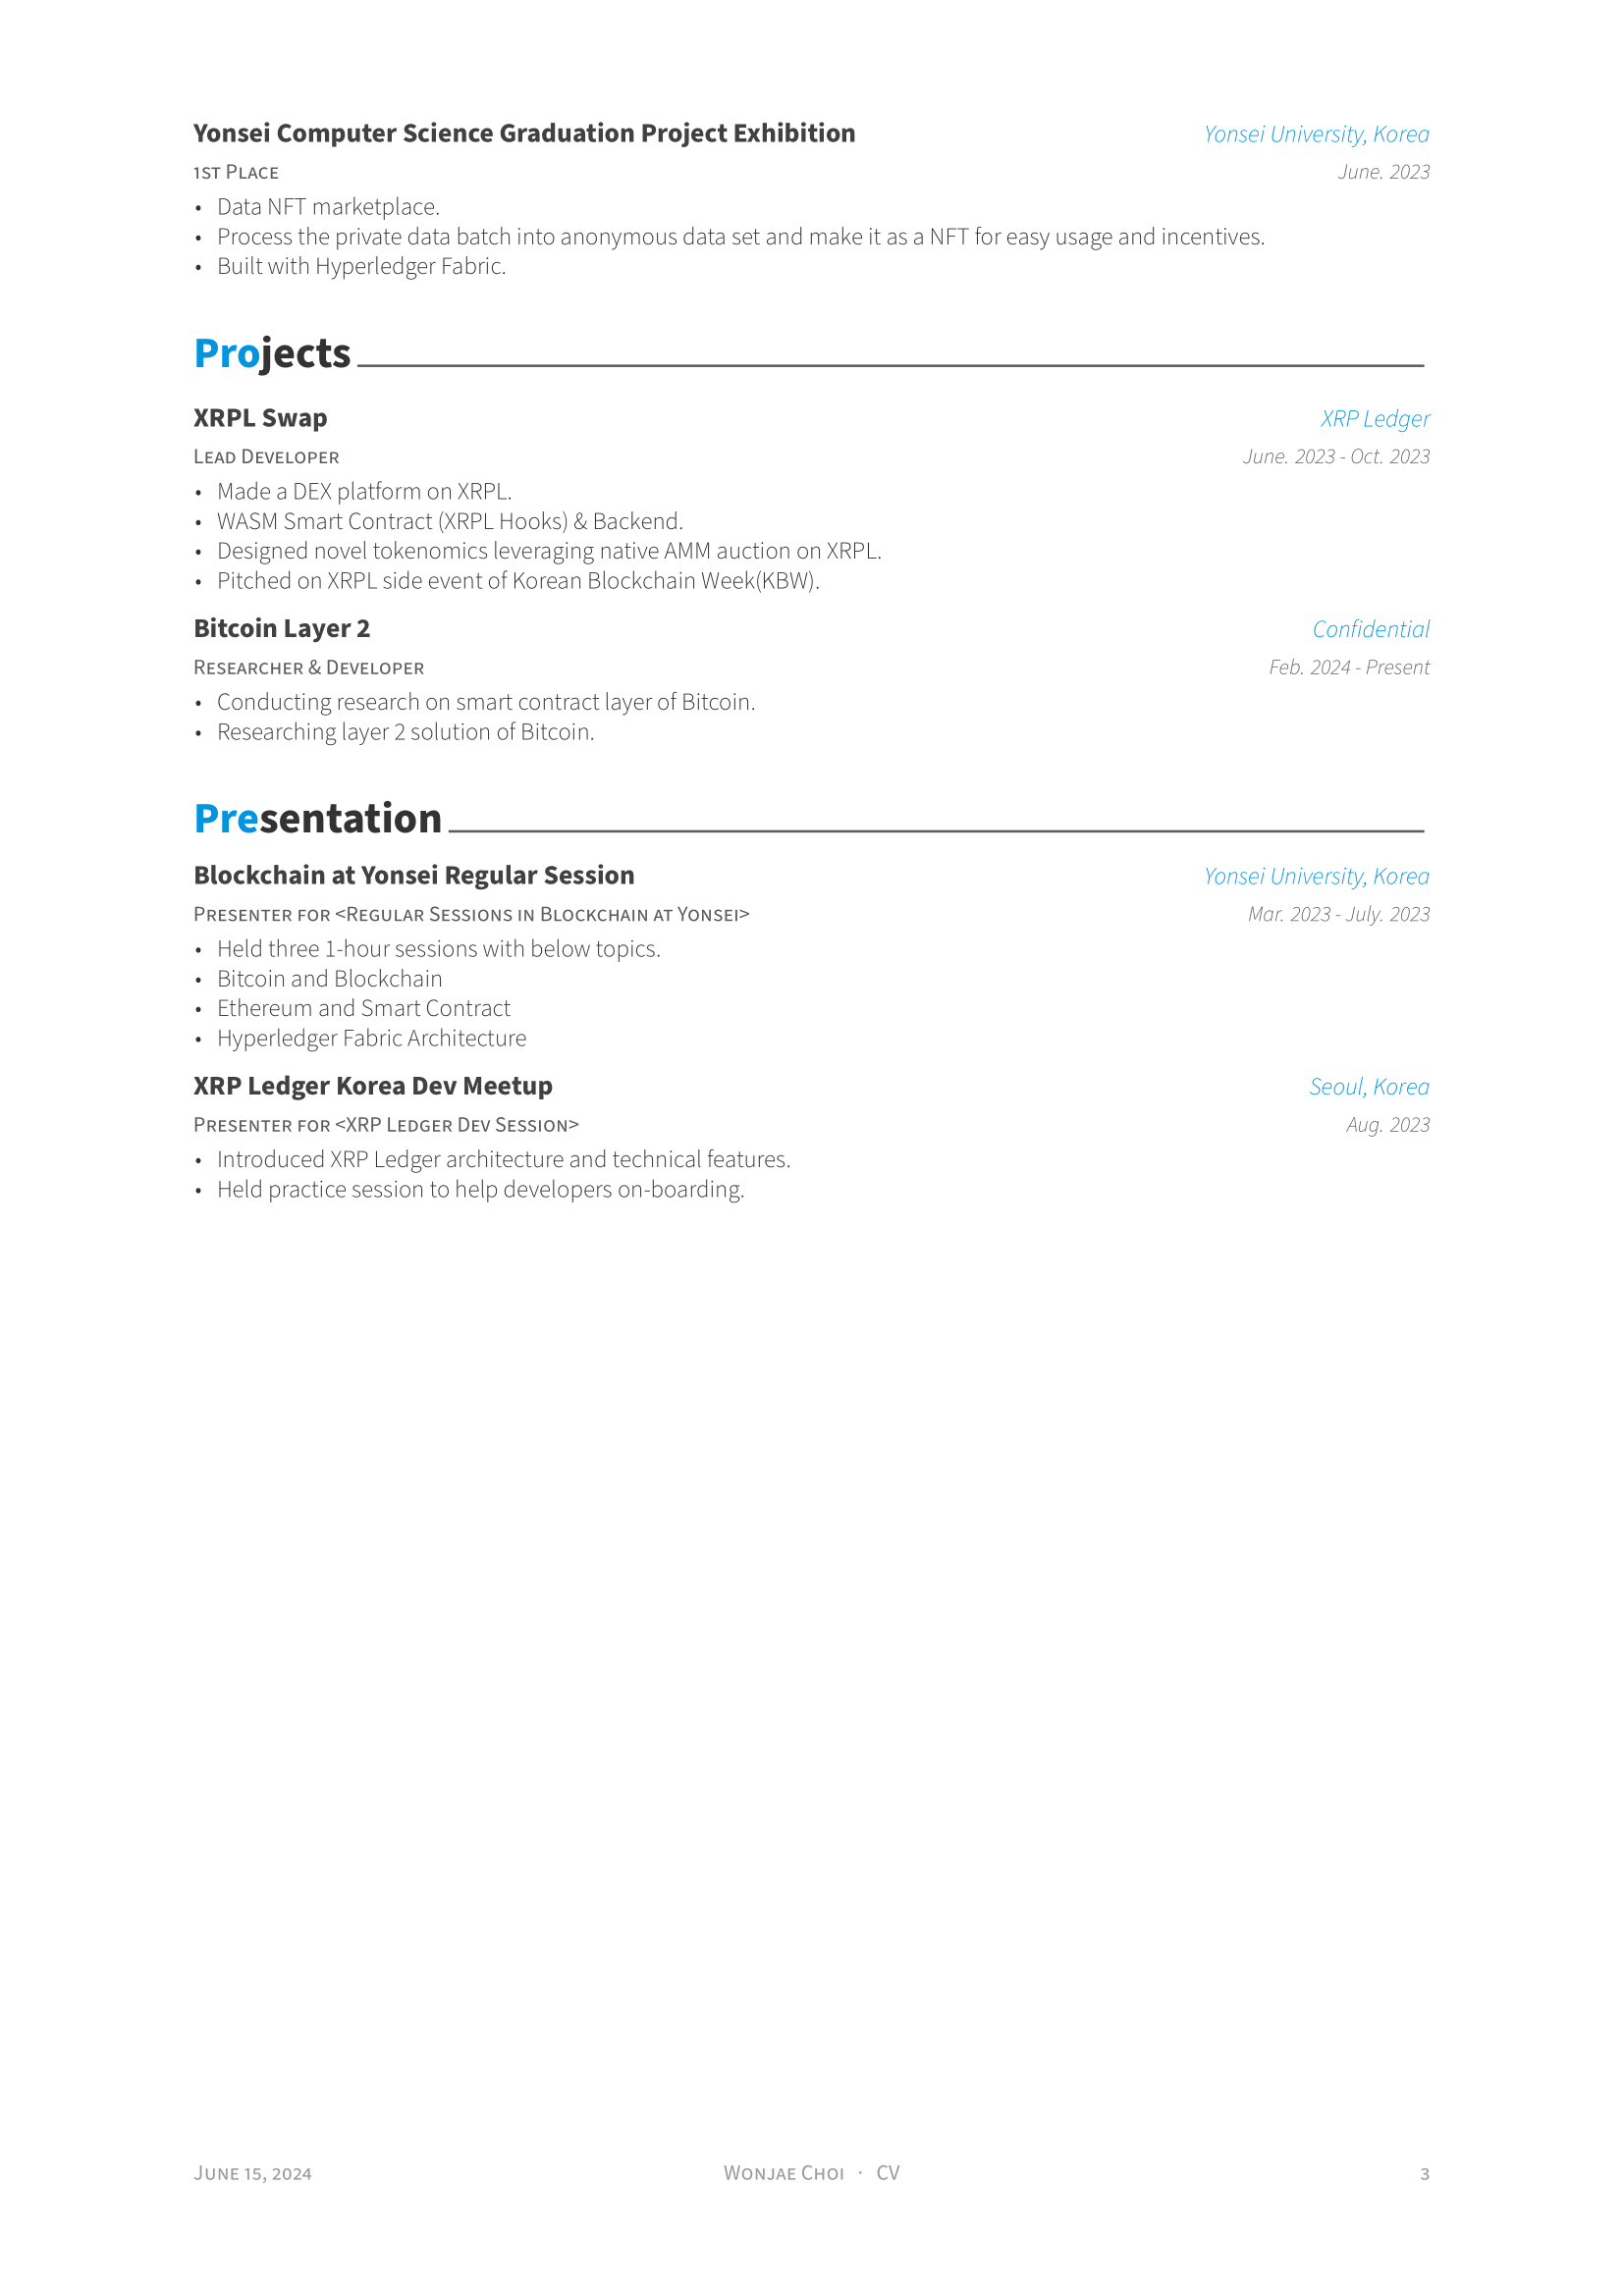 Yonsei Computer Science Graduation Project Exhibition Yonsei University, Korea
1st Place June. 2023
• Data NFT marketplace.
• Process the private data batch into anonymous data set and make it as a NFT for easy usage and incentives.
• Built with Hyperledger Fabric.
Projects
XRPL Swap XRP Ledger
Lead Developer June. 2023 - Oct. 2023
• Made a DEX platform on XRPL.
• WASM Smart Contract (XRPL Hooks) & Backend.
• Designed novel tokenomics leveraging native AMM auction on XRPL.
• Pitched on XRPL side event of Korean Blockchain Week(KBW).
Bitcoin Layer 2 Confidential
Researcher & Developer Feb. 2024 - Present
• Conducting research on smart contract layer of Bitcoin.
• Researching layer 2 solution of Bitcoin.
Presentation
Blockchain at Yonsei Regular Session Yonsei University, Korea
Presenter for <Regular Sessions in Blockchain at Yonsei> Mar. 2023 - July. 2023
• Held three 1-hour sessions with below topics.
• Bitcoin and Blockchain
• Ethereum and Smart Contract
• Hyperledger Fabric Architecture
XRP Ledger Korea Dev Meetup Seoul, Korea
Presenter for <XRP Ledger Dev Session> Aug. 2023
• Introduced XRP Ledger architecture and technical features.
• Held practice session to help developers on-boarding.
June 15, 2024 Wonjae Choi · CV 3